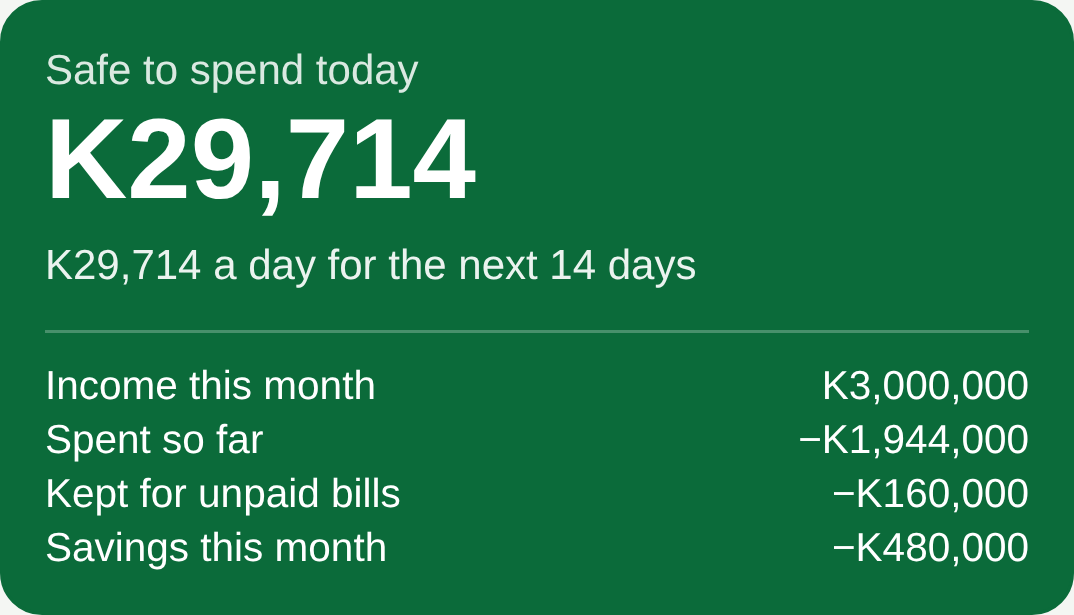 Safe to spend today
K29,714
K29,714 a day for the next 14 days
Income this month K3,000,000
Spent so far −K1,944,000
Kept for unpaid bills −K160,000
Savings this month −K480,000